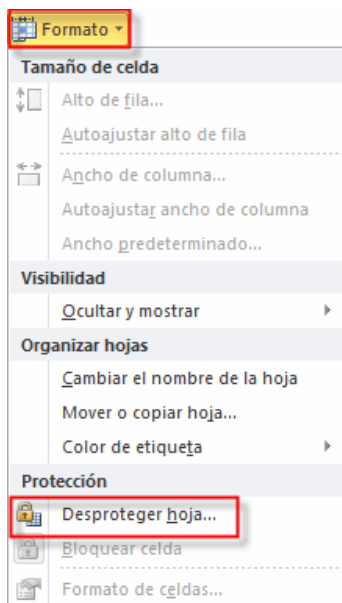 Formato
Tamaño de celda
Alto de fila...
Autoajustar alto de fila
Ancho de columna...
Autoajustar ancho de columna
Ancho predeterminado...
Visibilidad
Ocultar y mostrar
Organizar hojas
Cambiar el nombre de la hoja
Mover o copiar hoja...
Color de etiqueta
Protección
Desproteger hoja...
Bloquear celda
Formato de celdas...